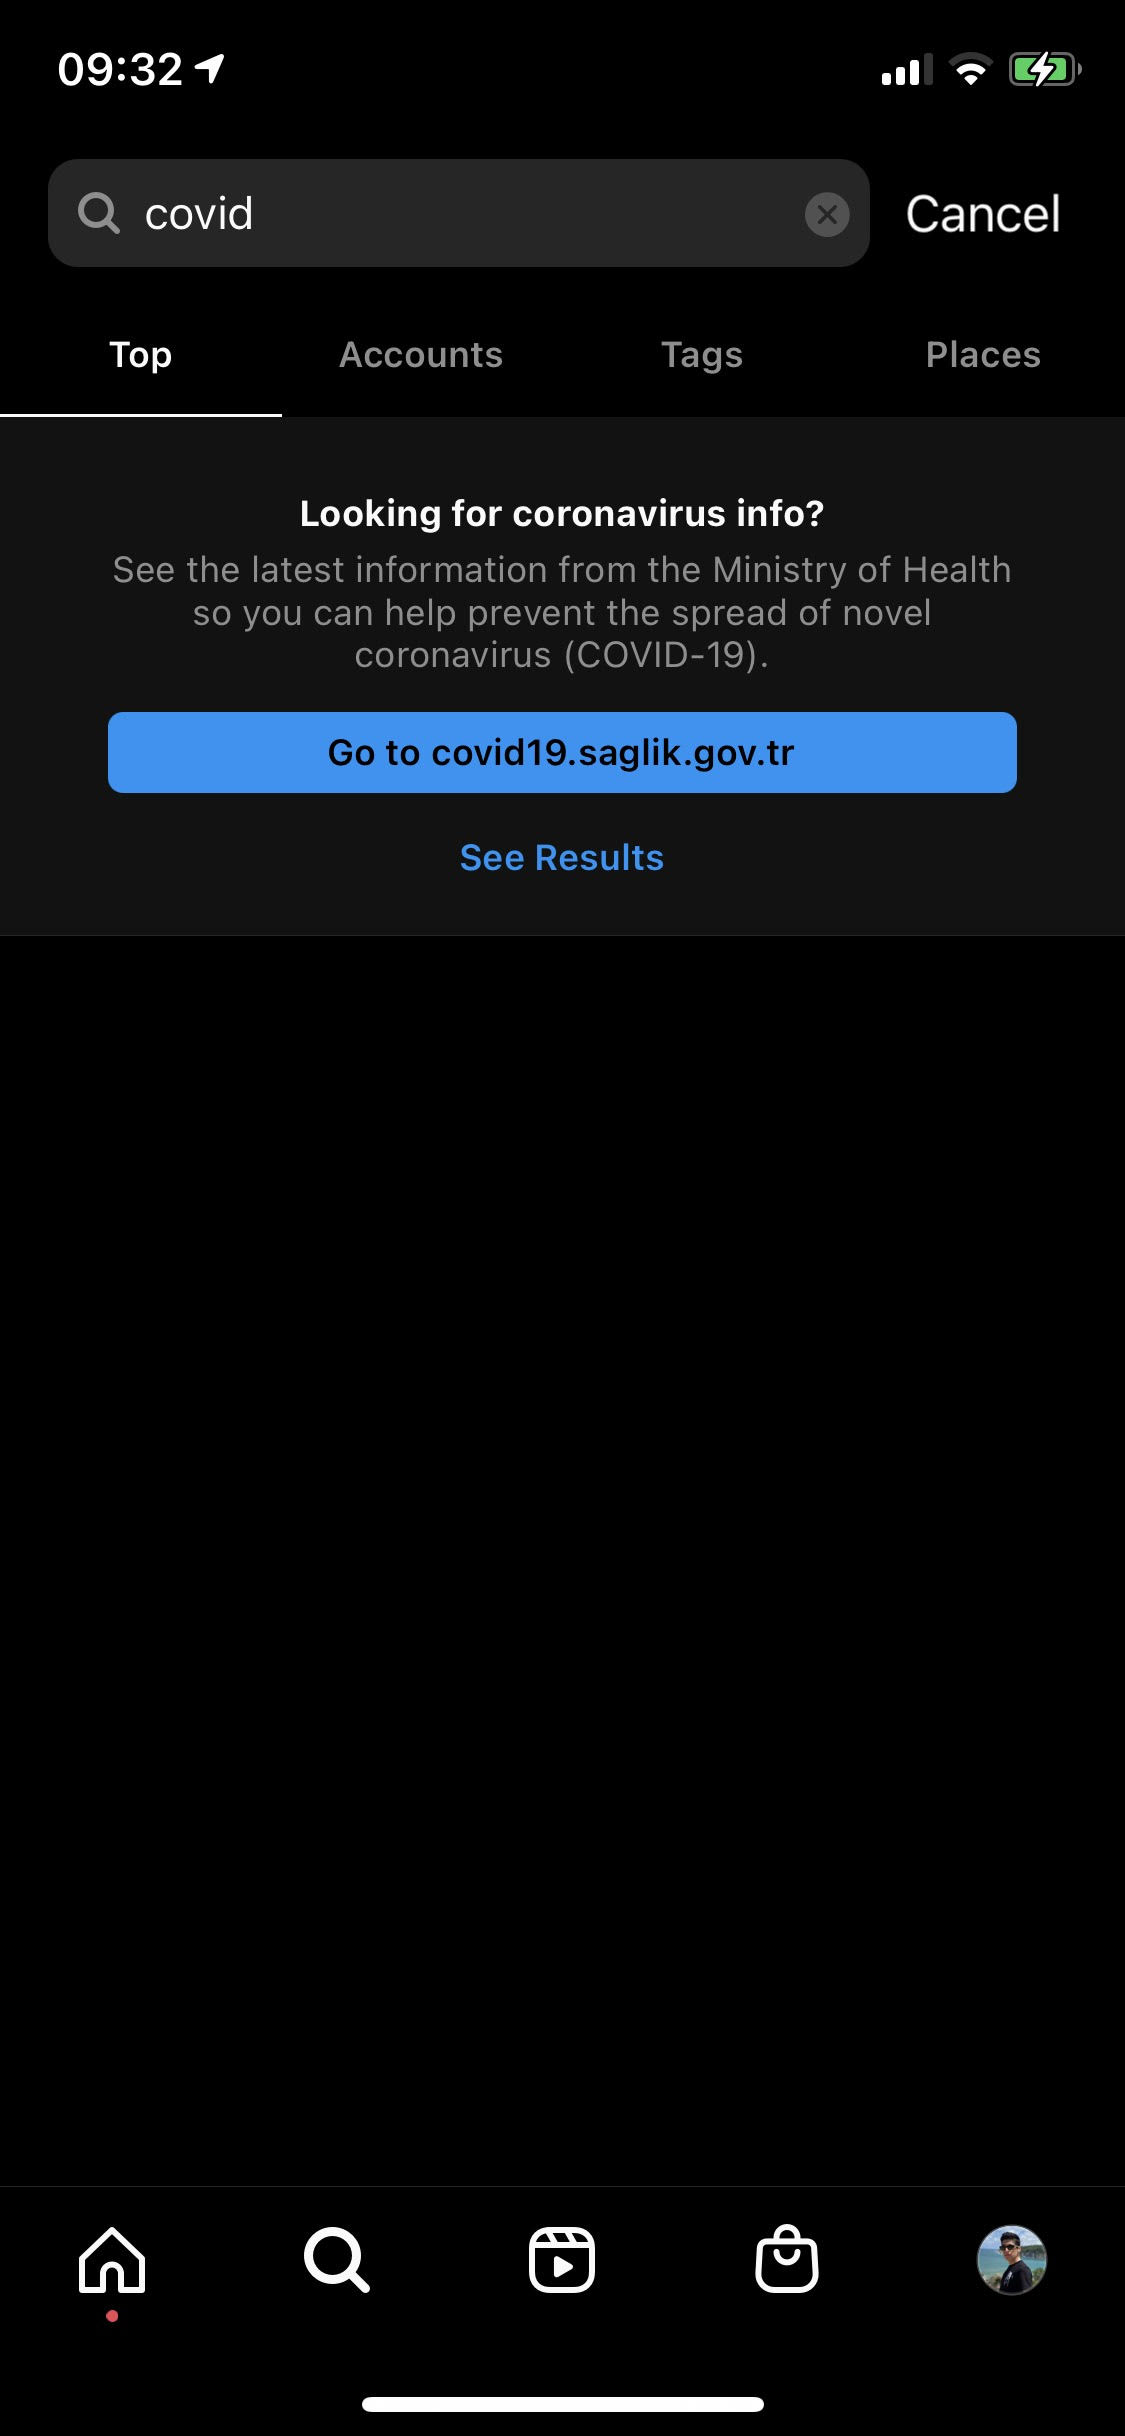 09:32
covid
Cancel
Top
Accounts
Tags
Places
Looking for coronavirus info?
See the latest information from the Ministry of Health
so you can help prevent the spread of novel
coronavirus (COVID-19).
Go to covid19.saglik.gov.tr
See Results